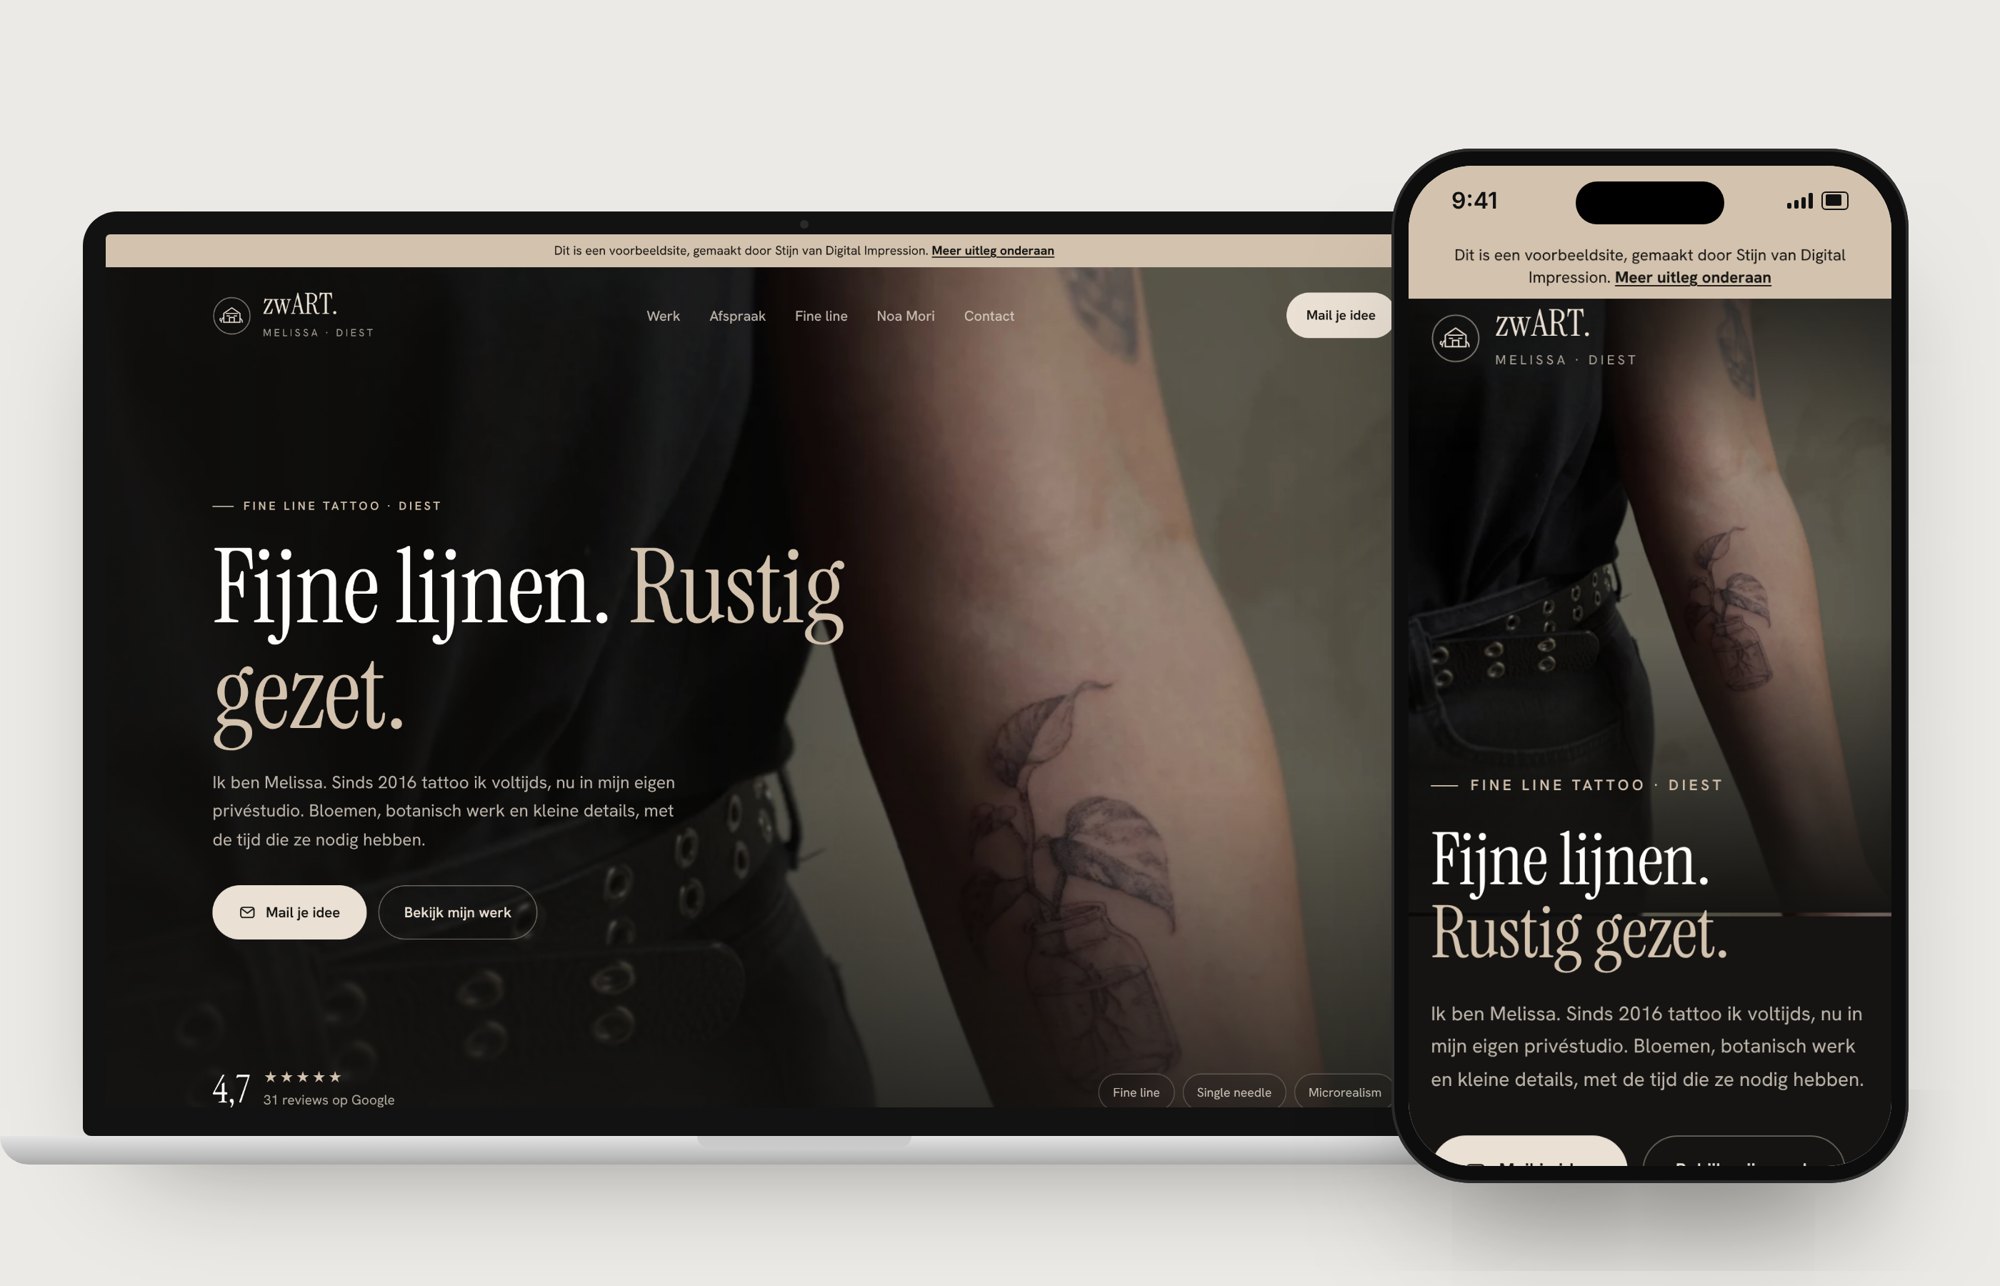 Dit is een voorbeeldsite, gemaakt door Stijn van Digital Impression. Meer uitleg onderaan
zwART.
MELISSA · DIEST
Werk
Afspraak
Fine line
Noa Mori
Contact
Mail je idee
FINE LINE TATTOO · DIEST
Fijne lijnen. Rustig
gezet.
Ik ben Melissa. Sinds 2016 tattoo ik voltijds, nu in mijn eigen
privéstudio. Bloemen, botanisch werk en kleine details, met
de tijd die ze nodig hebben.
Mail je idee
Bekijk mijn werk
4,7
31 reviews op Google
Fine line
Single needle
Microrealism
9:41
Dit is een voorbeeldsite, gemaakt door Stijn van Digital
Impression. Meer uitleg onderaan
zwART.
MELISSA · DIEST
FINE LINE TATTOO · DIEST
Fijne lijnen.
Rustig gezet.
Ik ben Melissa. Sinds 2016 tattoo ik voltijds, nu in
mijn eigen privéstudio. Bloemen, botanisch werk
en kleine details, met de tijd die ze nodig hebben.